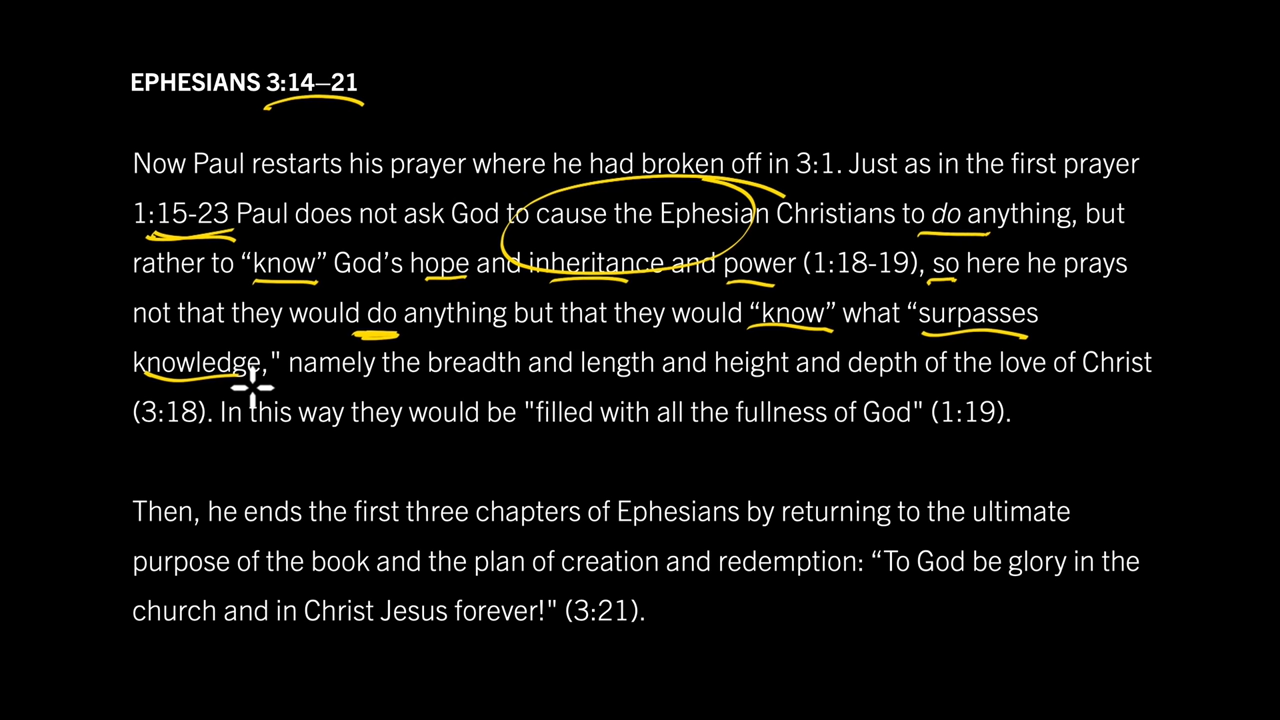 EPHESIANS 3:14–21
Now Paul restarts his prayer where he had broken off in 3:1. Just as in the first prayer
1:15-23 Paul does not ask God to cause the Ephesian Christians to do anything, but
rather to “know” God’s hope and inheritance and power (1:18-19), so here he prays
not that they would do anything but that they would “know” what “surpasses
knowledge," namely the breadth and length and height and depth of the love of Christ
(3:18). In this way they would be "filled with all the fullness of God" (1:19).
Then, he ends the first three chapters of Ephesians by returning to the ultimate
purpose of the book and the plan of creation and redemption: “To God be glory in the
church and in Christ Jesus forever!" (3:21).